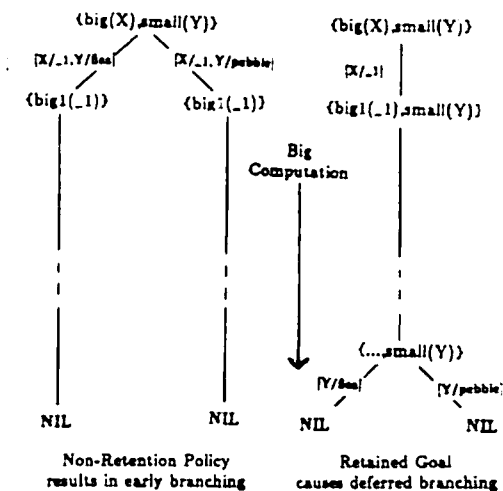 {big(X),small(Y)}
[X/_1,Y/flea]
[X/_1,Y/pebble]
{big1(_1)}
{big1(_1)}
NIL
NIL
Non-Retention Policy
results in early branching
Big
Computation
{big(X),small(Y)}
[X/_1]
{big1(_1),small(Y)}
{...,small(Y)}
[Y/flea]
[Y/pebble]
NIL
NIL
Retained Goal
causes deferred branching